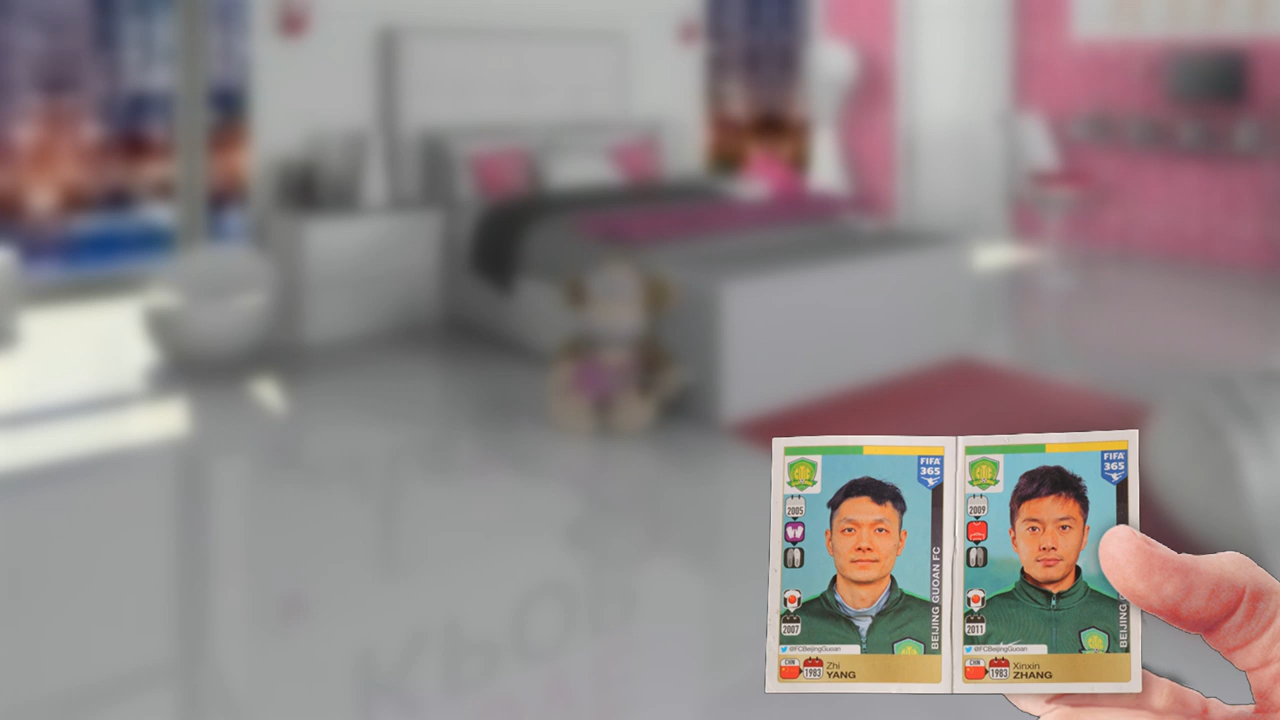 FIFA
365
2005
2007
BEIJING GUOAN FC
@FCBeijingGuoan
CHN
1983
Zhi
YANG
FIFA
365
2009
2011
BEIJING
@FCBeijingGuoan
CHN
1983
Xinxin
ZHANG